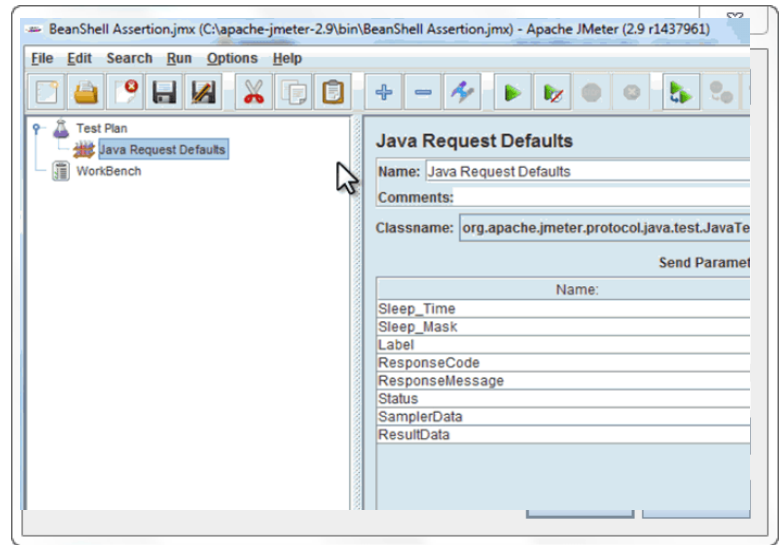 BeanShell Assertion.jmx (C:\apache-jmeter-2.9\bin\BeanShell Assertion.jmx) - Apache JMeter (2.9 r1437961)
File Edit Search Run Options Help
Test Plan
Java Request Defaults
WorkBench
Java Request Defaults
Name: Java Request Defaults
Comments:
Classname: org.apache.jmeter.protocol.java.test.JavaTe
Send Paramet
Name:
Sleep_Time
Sleep_Mask
Label
ResponseCode
ResponseMessage
Status
SamplerData
ResultData